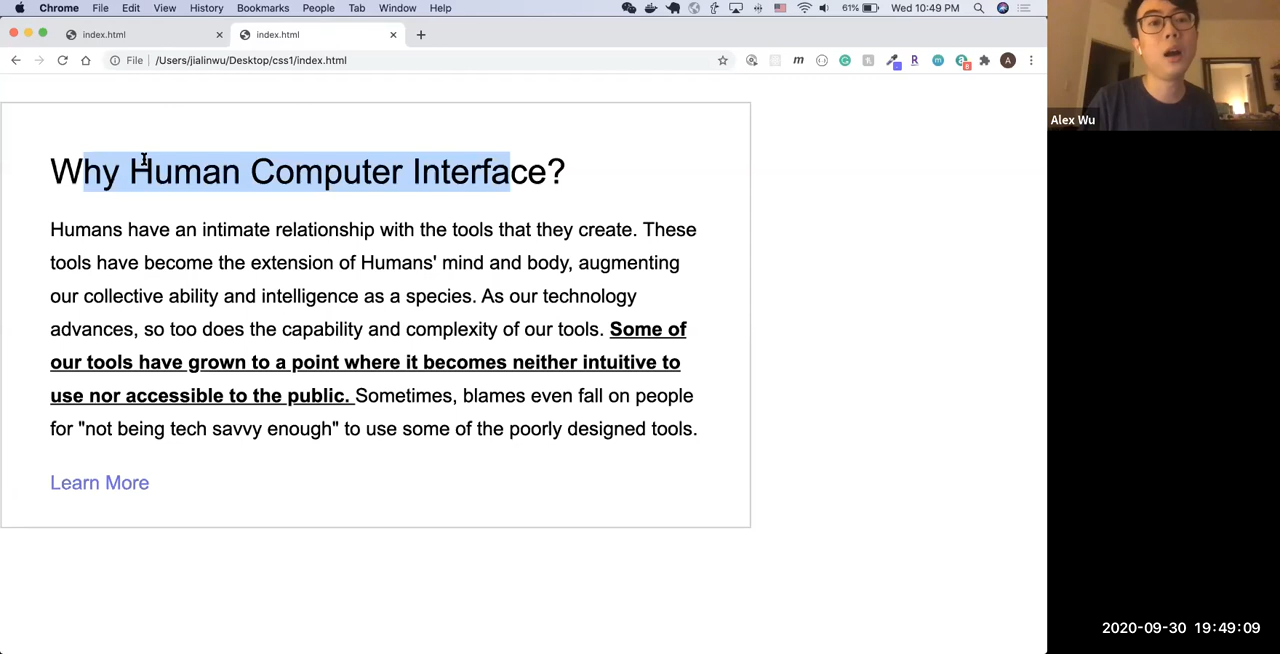 Chrome File Edit View History Bookmarks People Tab Window Help 61% Wed 10:49 PM
index.html index.html
File /Users/jialinwu/Desktop/css1/index.html
Alex Wu
Why Human Computer Interface?
Humans have an intimate relationship with the tools that they create. These
tools have become the extension of Humans' mind and body, augmenting
our collective ability and intelligence as a species. As our technology
advances, so too does the capability and complexity of our tools. Some of
our tools have grown to a point where it becomes neither intuitive to
use nor accessible to the public. Sometimes, blames even fall on people
for "not being tech savvy enough" to use some of the poorly designed tools.
Learn More
2020-09-30 19:49:09